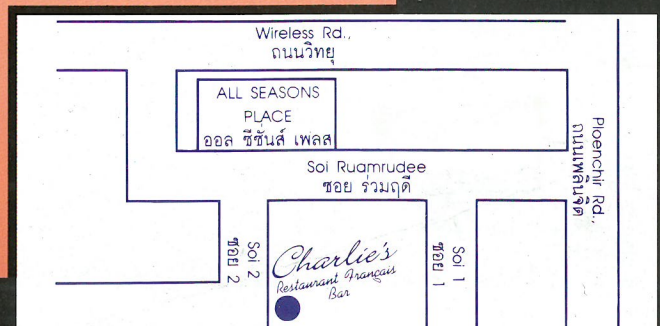 Wireless Rd.,
ถนนวิทยุ
ALL SEASONS
PLACE
ออล ซีซั่นส์ เพลส
Soi Ruamrudee
ซอย ร่วมฤดี
Ploenchir Rd.,
ถนนเพลินจิต
Soi 2
ซอย 2
Charlie's
Restaurant Français
Bar
Soi 1
ซอย 1